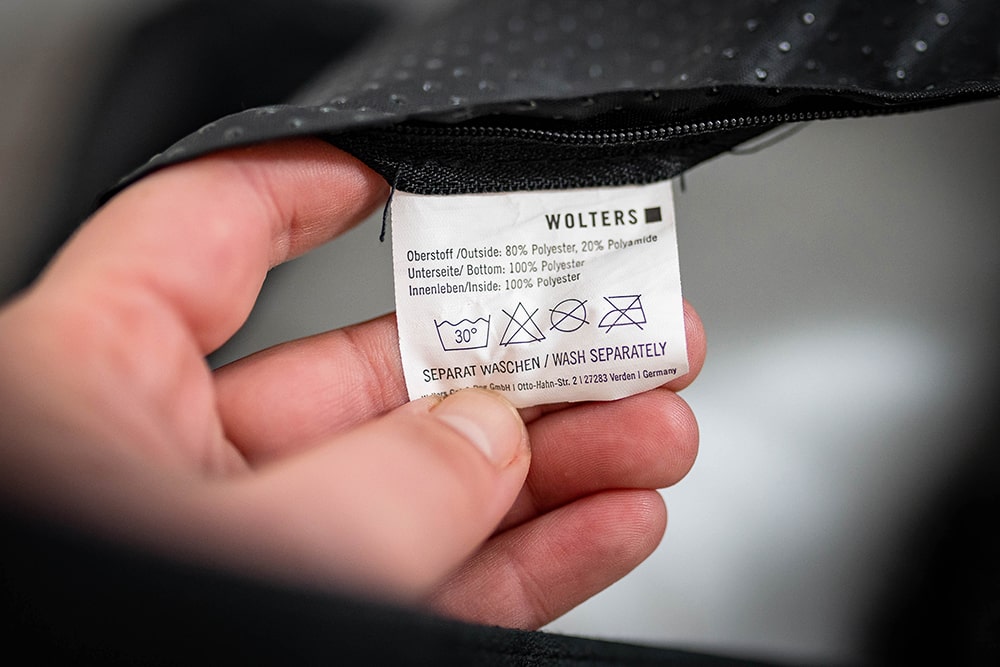 WOLTERS
Oberstoff /Outside: 80% Polyester, 20% Polyamide
Unterseite/ Bottom: 100% Polyester
Innenleben/Inside: 100% Polyester
30°
SEPARAT WASCHEN / WASH SEPARATELY
GmbH | Otto-Hahn-Str. 2 | 27283 Verden | Germany